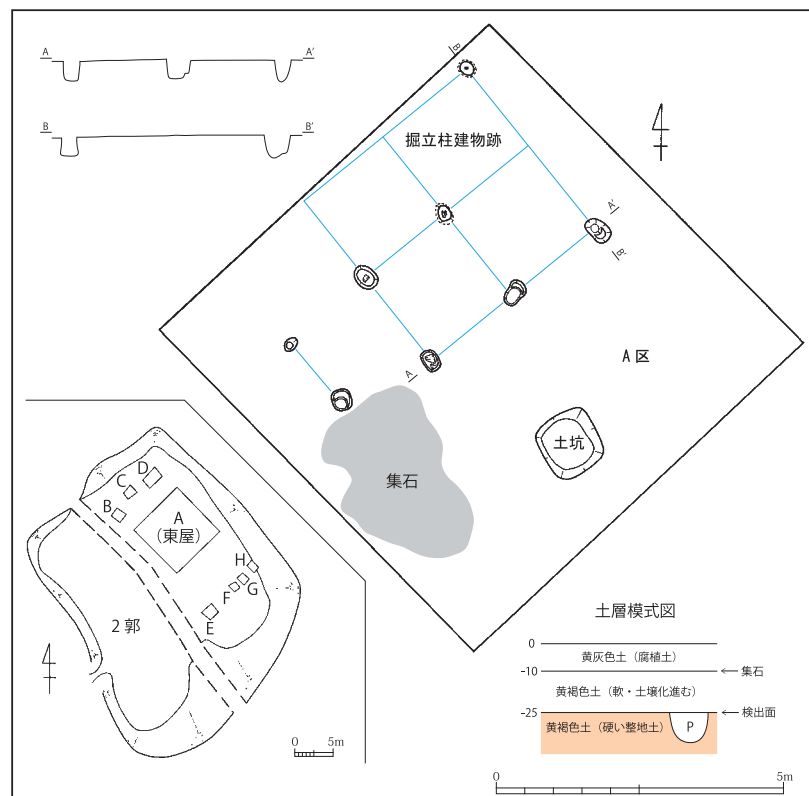 A A'
B B'
B
掘立柱建物跡
A'
B'
A
A区
土坑
集石
D
C
B
A
(東屋)
H
G
F
E
2郭
0 5m
土層模式図
0
黄灰色土(腐植土)
-10
集石
黄褐色土(軟・土壌化進む)
-25
検出面
黄褐色土(硬い整地土)
P
0 5m